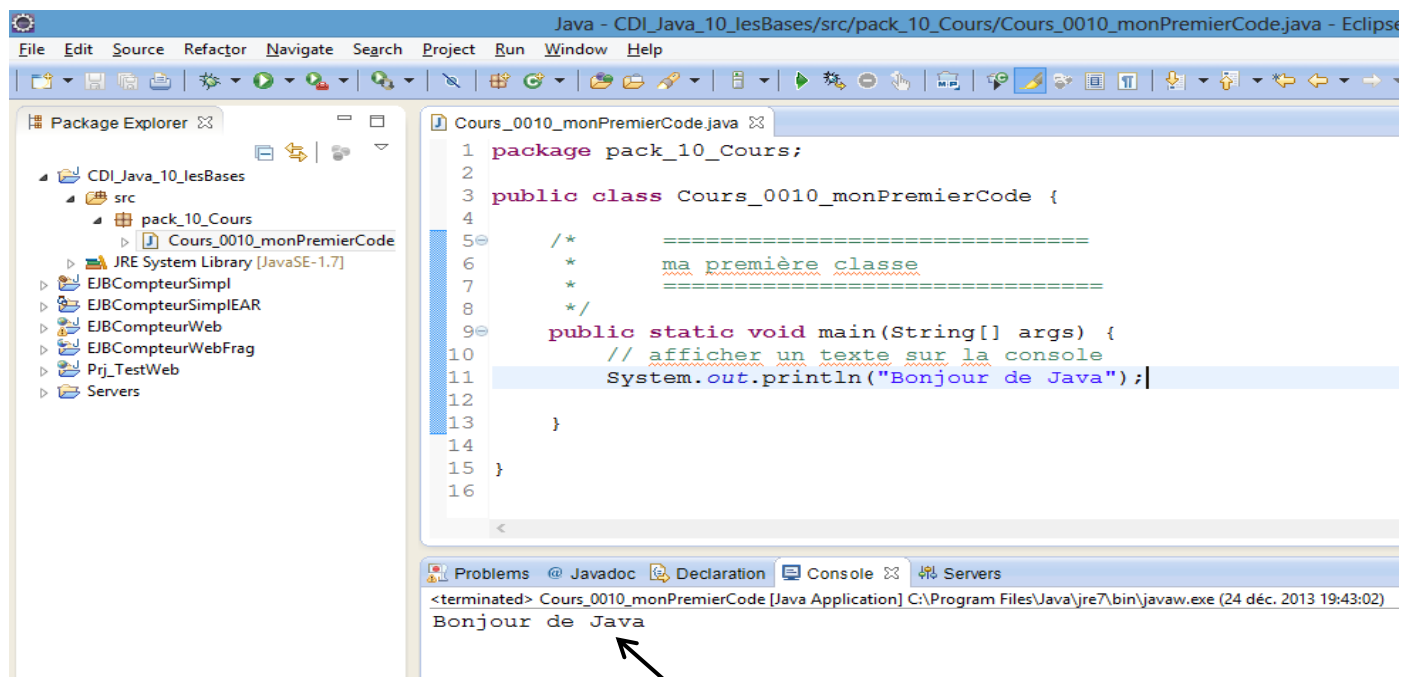 Java - CDI_Java_10_lesBases/src/pack_10_Cours/Cours_0010_monPremierCode.java - Eclipse
File Edit Source Refactor Navigate Search Project Run Window Help
Package Explorer
CDI_Java_10_lesBases
src
pack_10_Cours
Cours_0010_monPremierCode
JRE System Library [JavaSE-1.7]
EJBCompteurSimpl
EJBCompteurSimplEAR
EJBCompteurWeb
EJBCompteurWebFrag
Prj_TestWeb
Servers
Cours_0010_monPremierCode.java
1 package pack_10_Cours;
2
3 public class Cours_0010_monPremierCode {
4
5 /* ==============================
6 * ma première classe
7 * ===============================
8 */
9 public static void main(String[] args) {
10 // afficher un texte sur la console
11 System.out.println("Bonjour de Java");
12
13 }
14
15 }
16
Problems @ Javadoc Declaration Console Servers
<terminated> Cours_0010_monPremierCode [Java Application] C:\Program Files\Java\jre7\bin\javaw.exe (24 déc. 2013 19:43:02)
Bonjour de Java